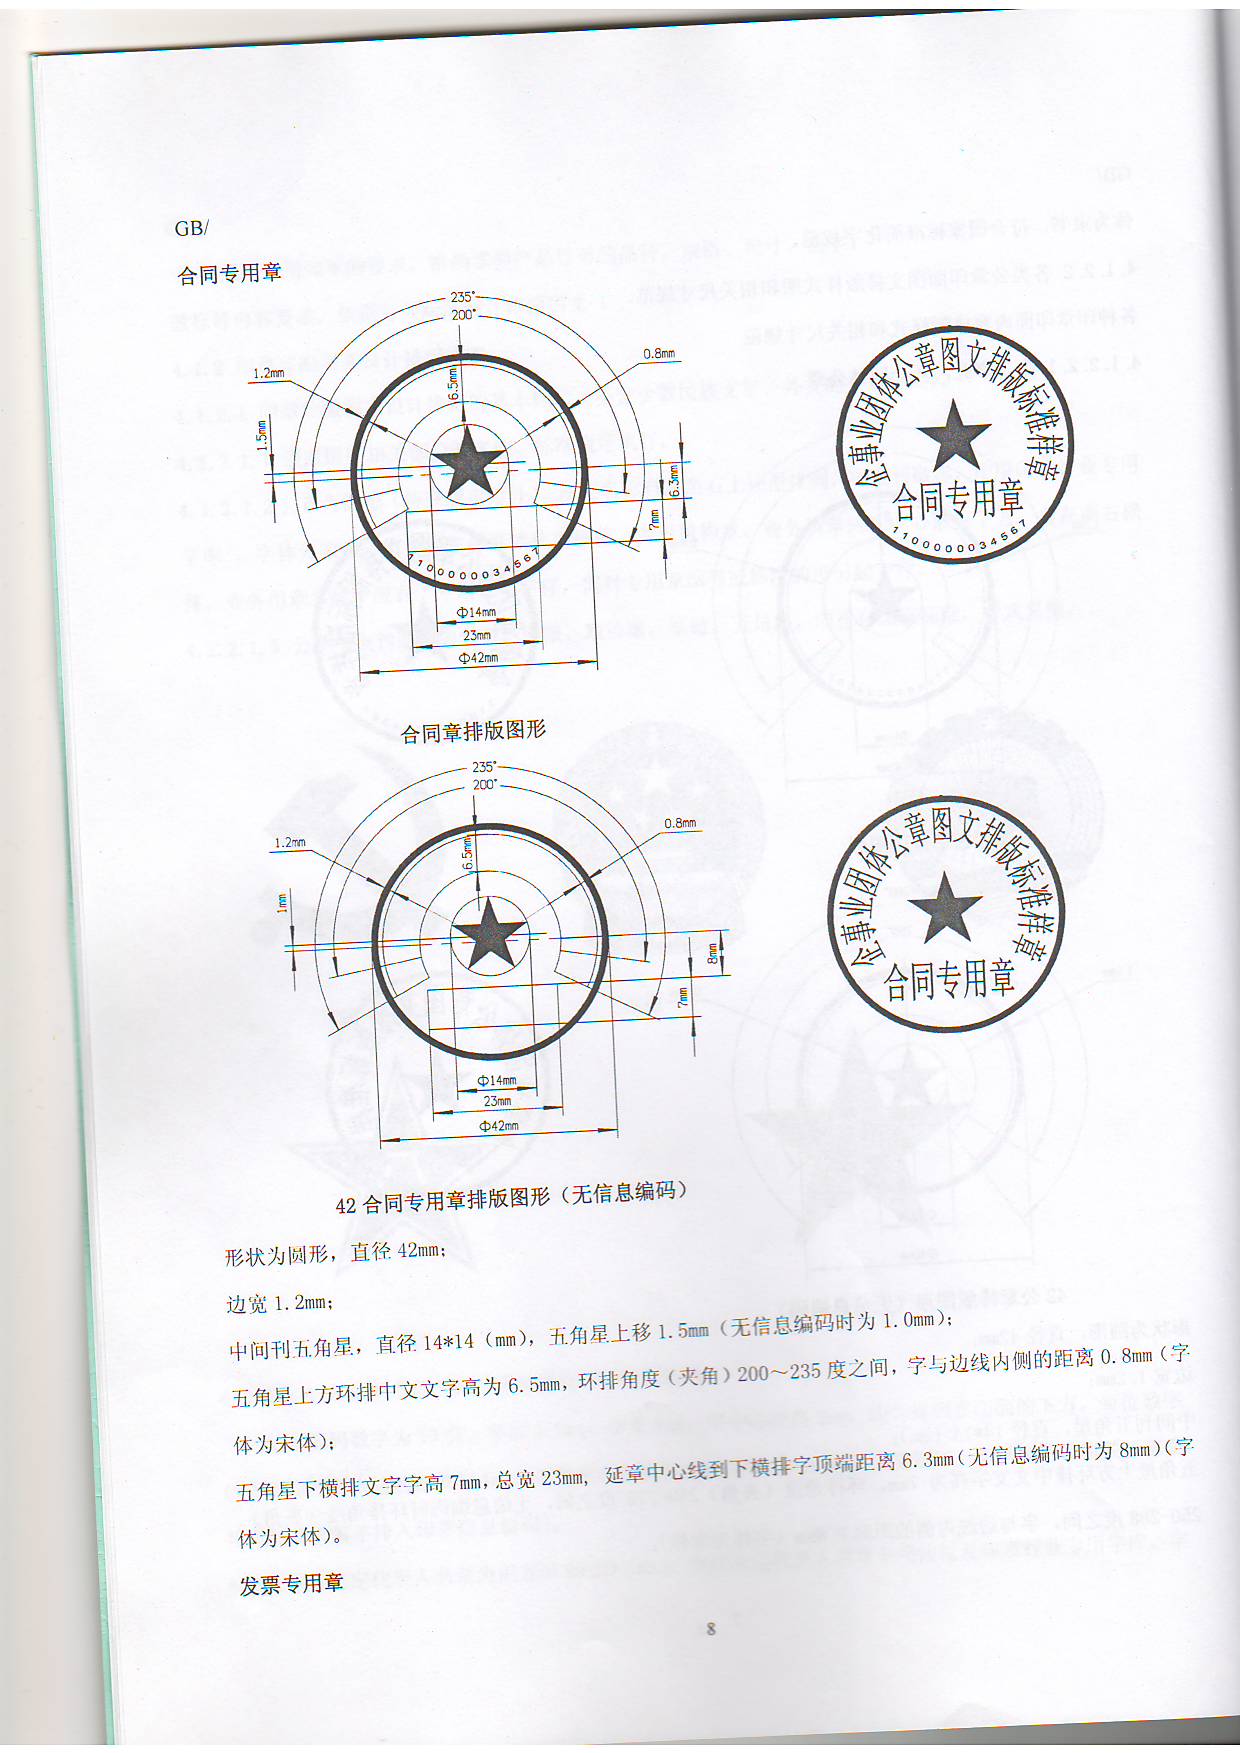 GB/
合同专用章
235°
200°
1.2mm
0.8mm
6.5mm
1.5mm
6.3mm
7mm
1100000034567
Φ14mm
23mm
Φ42mm
企事业团体公章图文排版标准样章
合同专用章
1100000034567
合同章排版图形
235°
200°
1.2mm
0.8mm
6.5mm
1mm
8mm
7mm
Φ14mm
23mm
Φ42mm
企事业团体公章图文排版标准样章
合同专用章
42 合同专用章排版图形（无信息编码）
形状为圆形，直径 42mm；
边宽 1.2mm；
中间刊五角星，直径 14*14（mm），五角星上移 1.5mm（无信息编码时为 1.0mm）；
五角星上方环排中文文字高为 6.5mm，环排角度（夹角）200～235 度之间，字与边线内侧的距离 0.8mm（字
体为宋体）；
五角星下横排文字字高 7mm，总宽 23mm， 延章中心线到下横排字顶端距离 6.3mm（无信息编码时为 8mm）（字
体为宋体）。
发票专用章
8